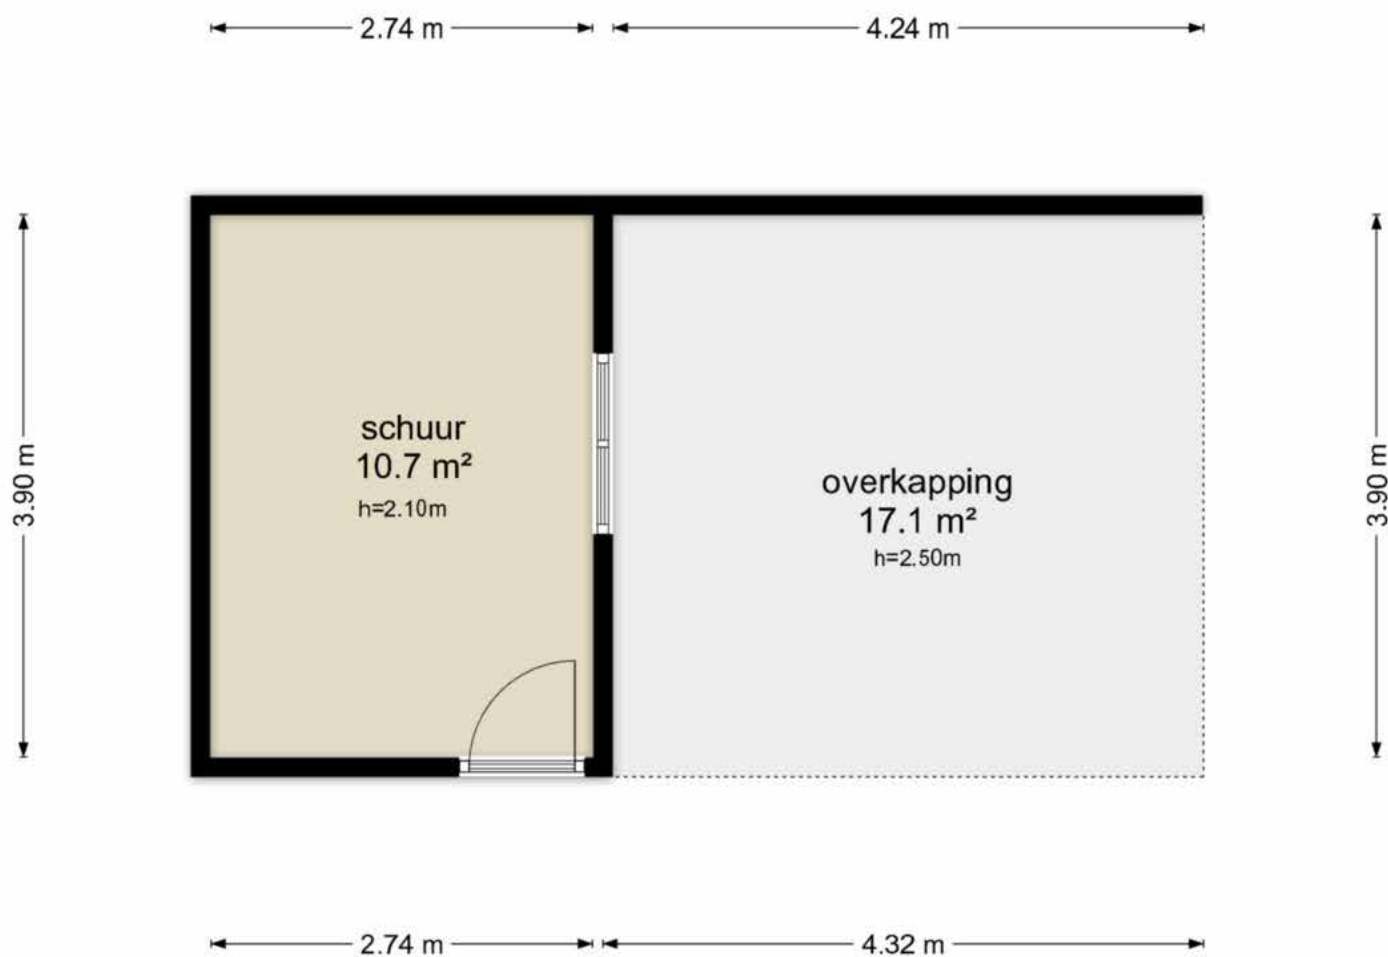 2.74 m
4.24 m
3.90 m
schuur
10.7 m²
h=2.10m
overkapping
17.1 m²
h=2.50m
3.90 m
2.74 m
4.32 m